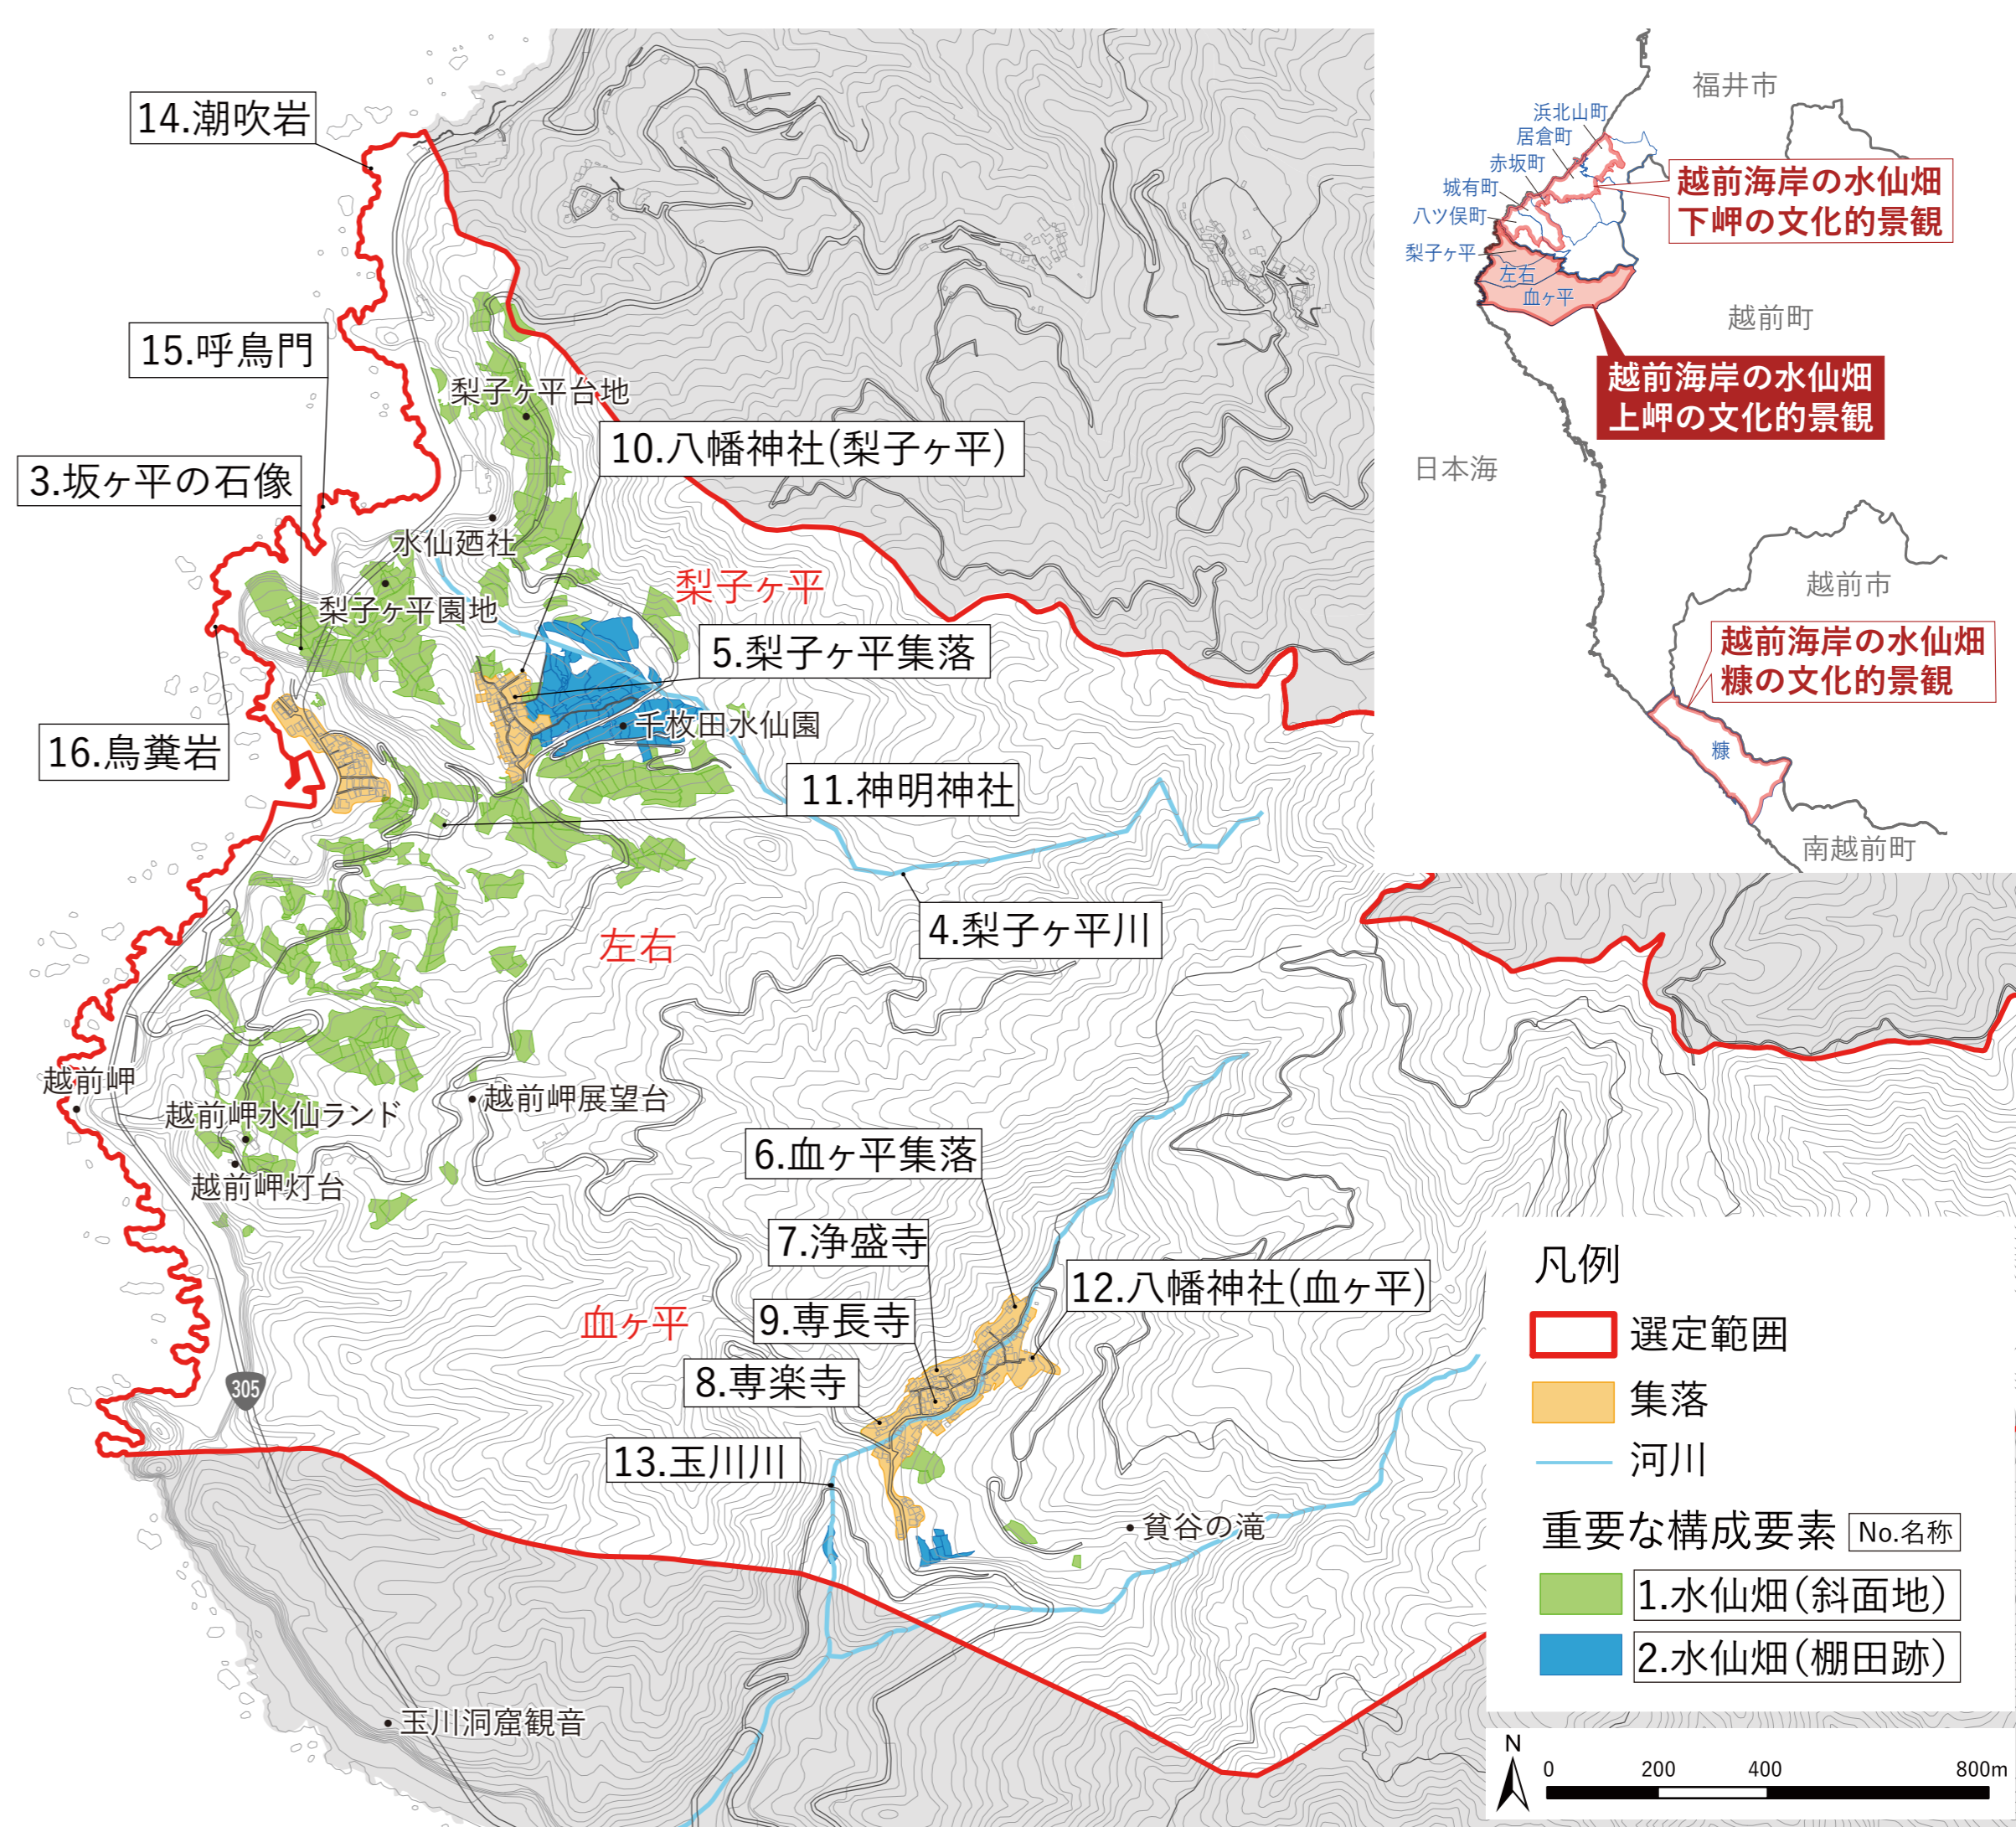 14.潮吹岩
15.呼鳥門
梨子ヶ平台地
10.八幡神社(梨子ヶ平)
3.坂ヶ平の石像
水仙廼社
梨子ヶ平
梨子ヶ平園地
5.梨子ヶ平集落
千枚田水仙園
16.鳥糞岩
11.神明神社
4.梨子ヶ平川
左右
越前岬
越前岬水仙ランド
越前岬展望台
越前岬灯台
6.血ヶ平集落
7.浄盛寺
12.八幡神社(血ヶ平)
血ヶ平
9.専長寺
8.専楽寺
305
13.玉川川
貧谷の滝
玉川洞窟観音
福井市
浜北山町
居倉町
赤坂町
城有町
八ツ俣町
梨子ヶ平
左右
血ヶ平
越前海岸の水仙畑
下岬の文化的景観
越前町
越前海岸の水仙畑
上岬の文化的景観
日本海
越前市
越前海岸の水仙畑
糠の文化的景観
糠
南越前町
凡例
選定範囲
集落
河川
重要な構成要素 No.名称
1.水仙畑(斜面地)
2.水仙畑(棚田跡)
N
0 200 400 800m